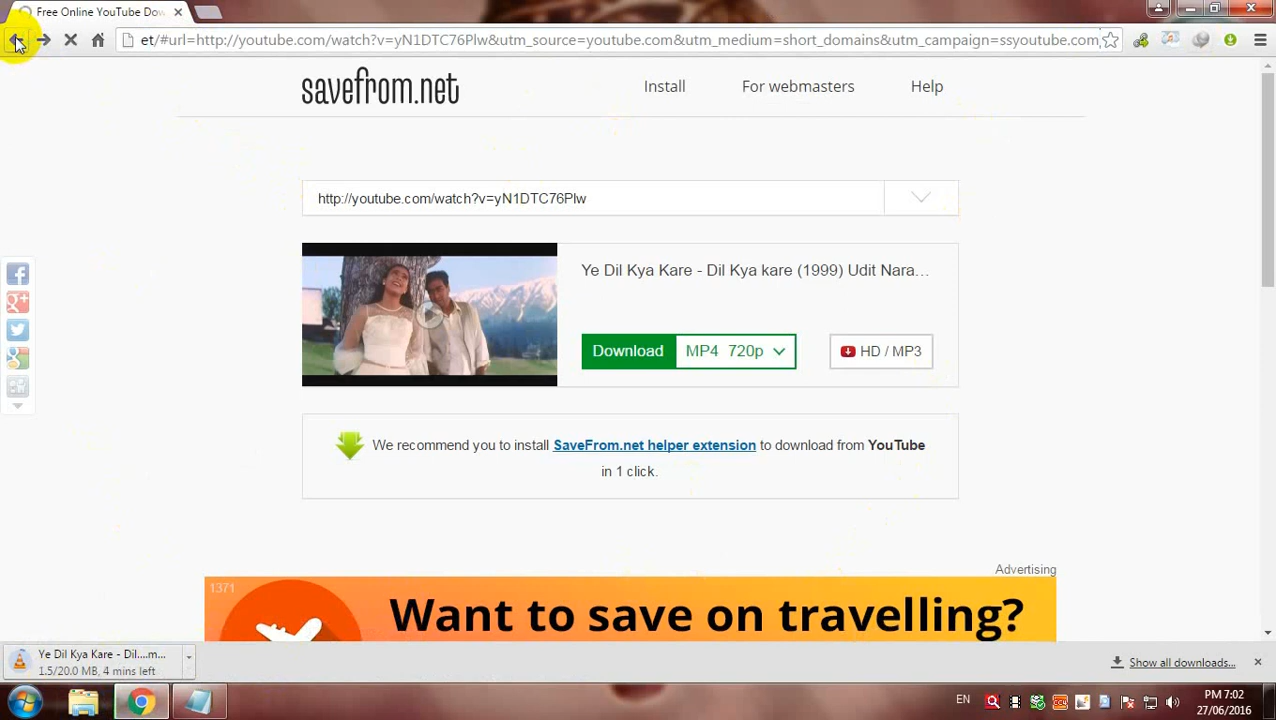 Free Online YouTube Dow
et/#url=http://youtube.com/watch?v=yN1DTC76Plw&utm_source=youtube.com&utm_medium=short_domains&utm_campaign=ssyoutube.com,
savefrom.net
Install
For webmasters
Help
http://youtube.com/watch?v=yN1DTC76Plw
Ye Dil Kya Kare - Dil Kya kare (1999) Udit Nara...
Download
MP4 720p
HD / MP3
We recommend you to install SaveFrom.net helper extension to download from YouTube
in 1 click.
Advertising
1371
Want to save on travelling?
Ye Dil Kya Kare - Dil....m...
1.5/20.0 MB, 4 mins left
Show all downloads...
EN
PM 7:02
27/06/2016